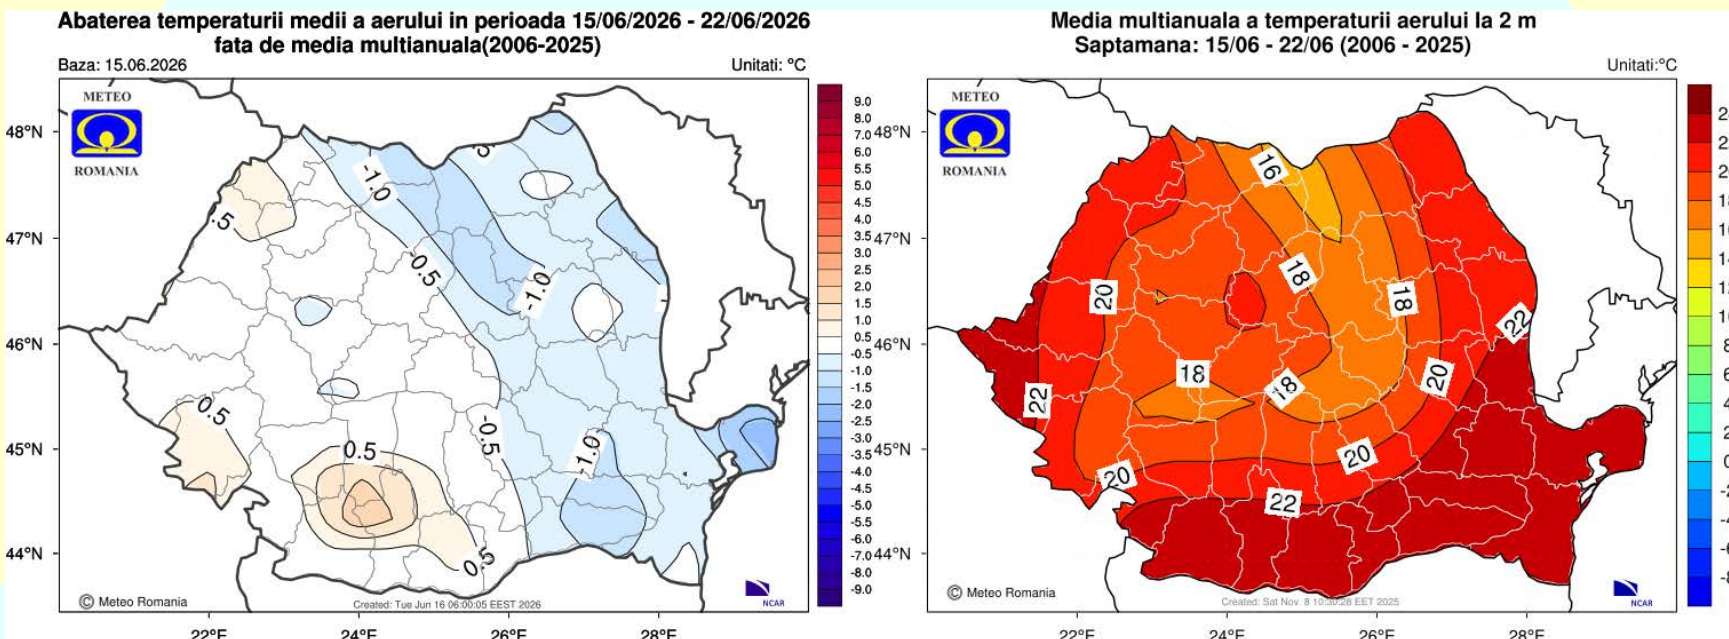 Abaterea temperaturii medii a aerului in perioada 15/06/2026 - 22/06/2026
fata de media multianuala(2006-2025)
Baza: 15.06.2026
Unitati: °C
METEO
ROMANIA
48°N
47°N
46°N
45°N
44°N
-1.0
.5
-0.5
-1.0
0.5
-0.5
0.5
-1.0
0.5
9.0
8.0
7.0
6.0
5.5
5.0
4.5
4.0
3.5
3.0
2.5
2.0
1.5
1.0
0.5
-0.5
-1.0
-1.5
-2.0
-2.5
-3.0
-3.5
-4.0
-4.5
-5.0
-5.5
-6.0
-7.0
-8.0
-9.0
© Meteo Romania
Created: Tue Jun 16 06:00:05 EEST 2026
NCAR
22°E
24°E
26°E
28°E
Media multianuala a temperaturii aerului la 2 m
Saptamana: 15/06 - 22/06 (2006 - 2025)
Unitati:°C
METEO
ROMANIA
48°N
47°N
46°N
45°N
44°N
16
18
20
18
22
18
18
20
22
20
20
22
© Meteo Romania
Created: Sat Nov 8 10:30:28 EET 2025
NCAR
22°E
24°E
26°E
28°E